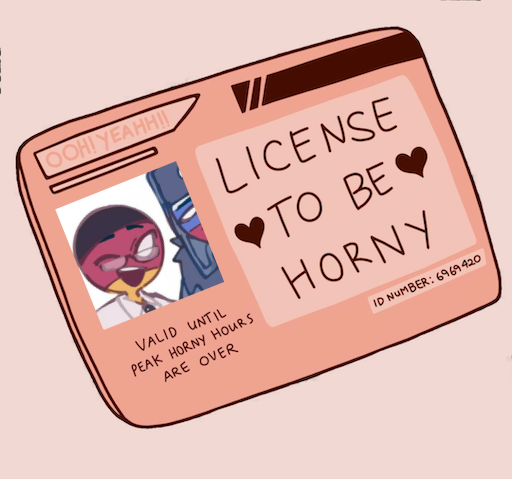 OOH! YEAHH!!
LICENSE
TO BE
HORNY
ID NUMBER: 6969420
VALID UNTIL
PEAK HORNY HOURS
ARE OVER